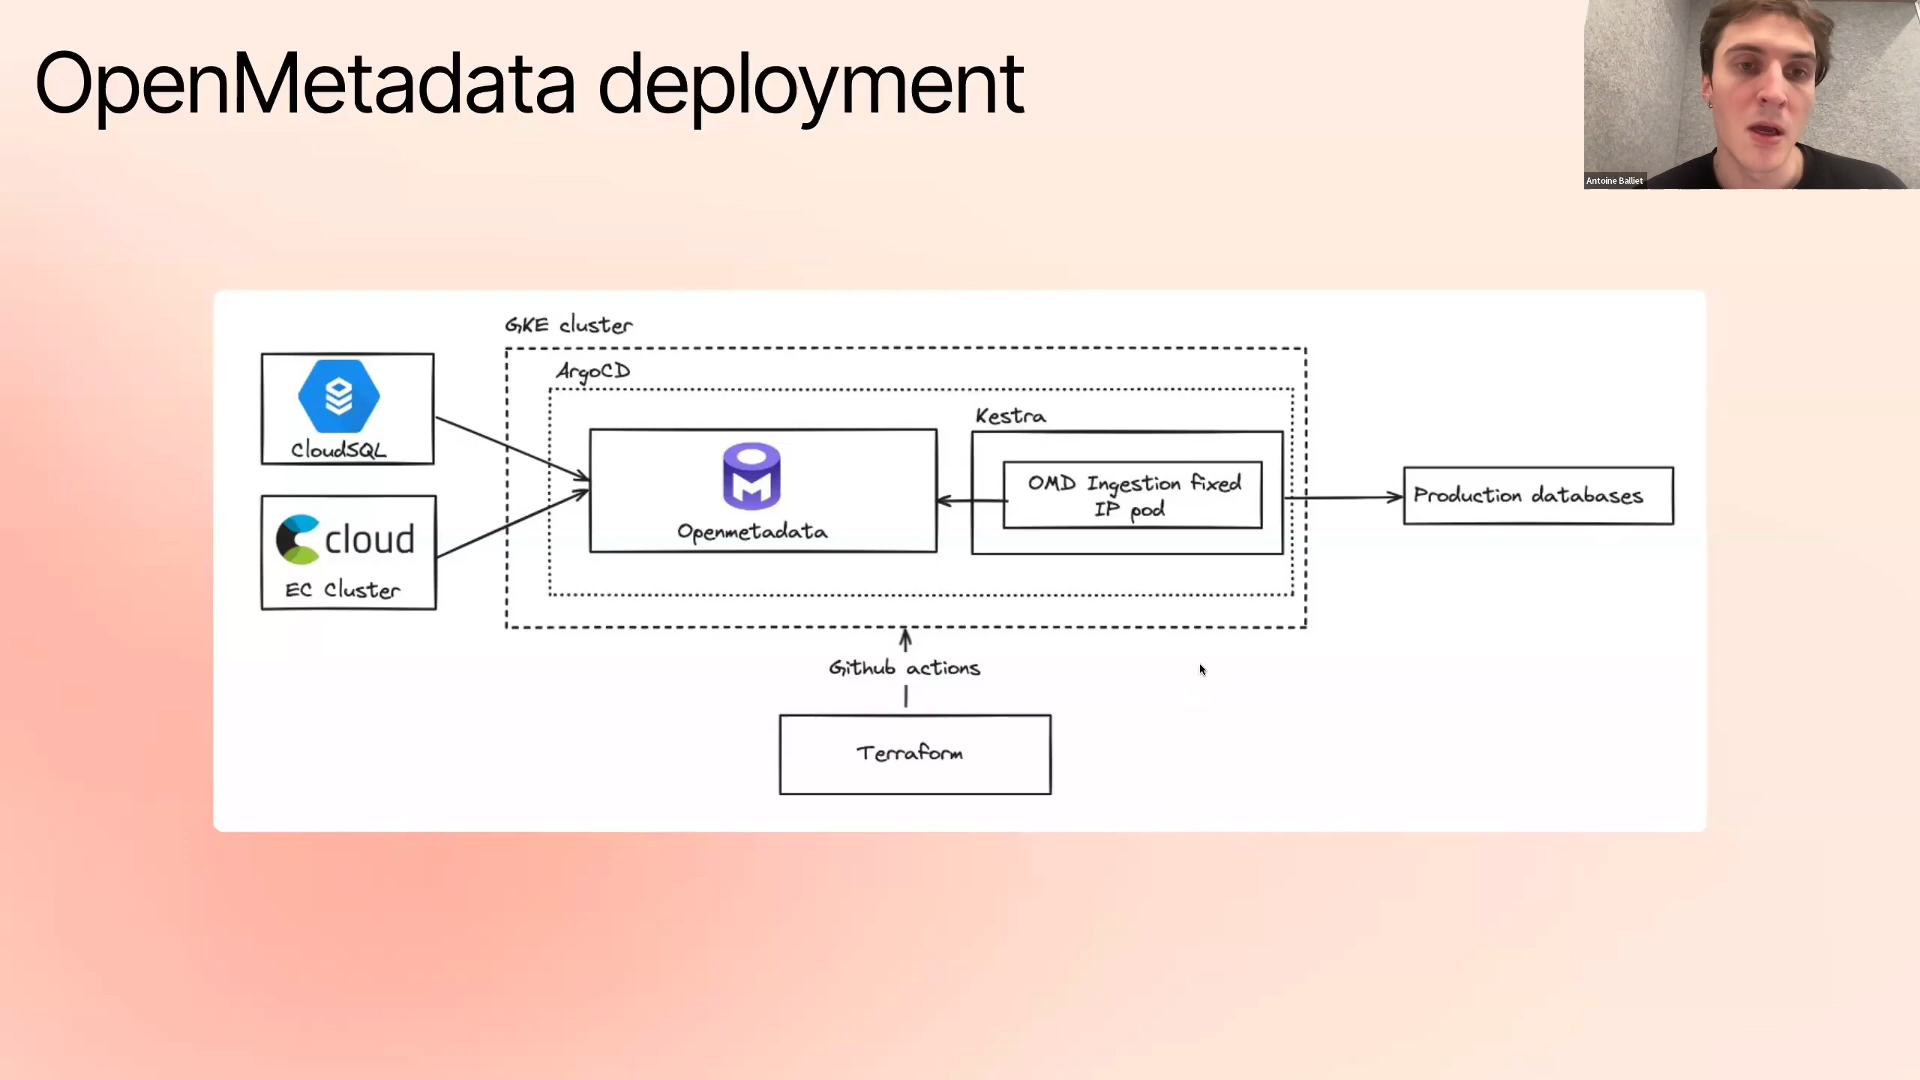 OpenMetadata deployment
Antoine Balliet
GKE cluster
ArgoCD
CloudSQL
Kestra
Openmetadata
OMD Ingestion fixed
IP pod
Production databases
cloud
EC Cluster
Github actions
Terraform